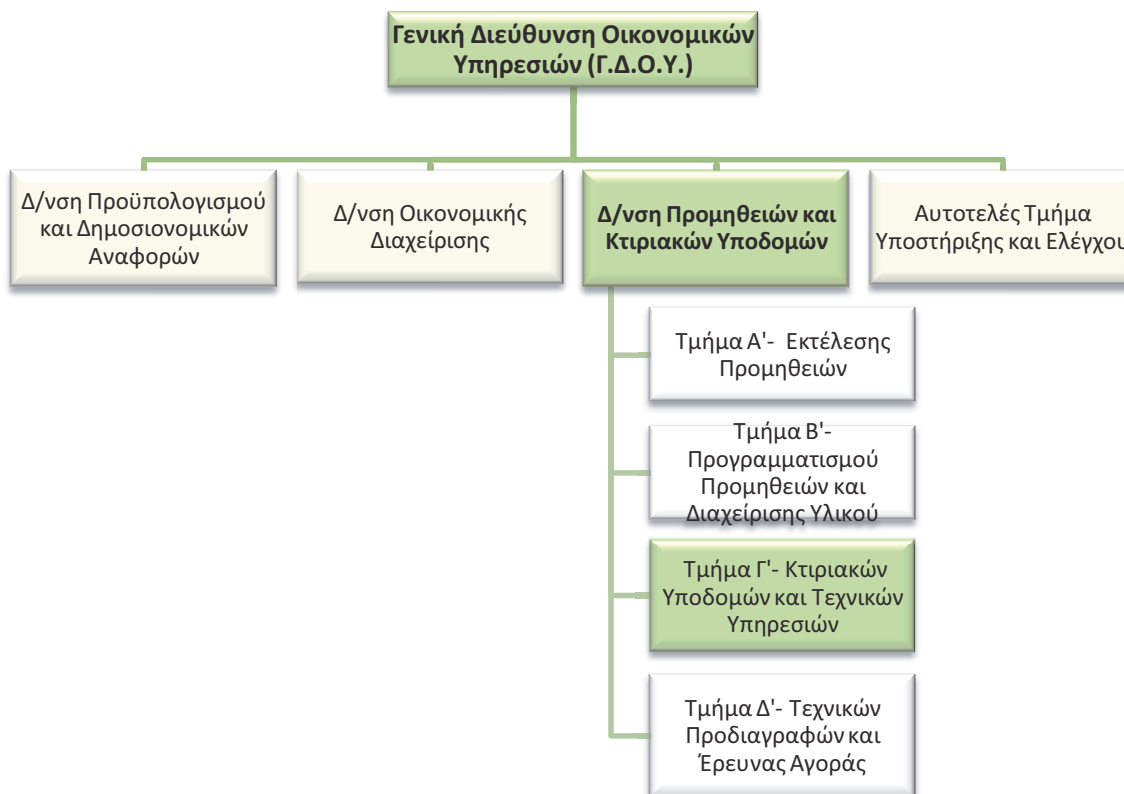 Γενική Διεύθυνση Οικονομικών
Υπηρεσιών (Γ.Δ.Ο.Υ.)
Δ/νση Προϋπολογισμού
και Δημοσιονομικών
Αναφορών
Δ/νση Οικονομικής
Διαχείρισης
Δ/νση Προμηθειών και
Κτιριακών Υποδομών
Αυτοτελές Τμήμα
Υποστήριξης και Ελέγχου
Τμήμα Α'- Εκτέλεσης
Προμηθειών
Τμήμα Β'-
Προγραμματισμού
Προμηθειών και
Διαχείρισης Υλικού
Τμήμα Γ'- Κτιριακών
Υποδομών και Τεχνικών
Υπηρεσιών
Τμήμα Δ'- Τεχνικών
Προδιαγραφών και
Έρευνας Αγοράς